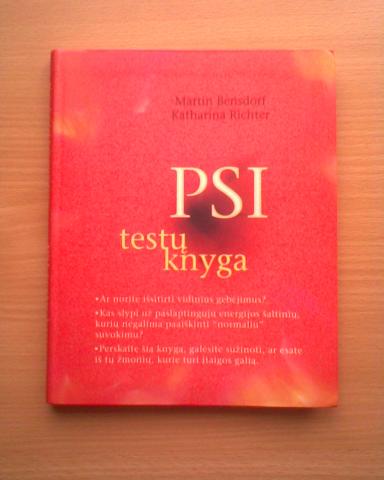 Martin Bensdorf
Katharina Richter
PSI
testų
knyga
•Ar norite išsitirti vidinius gebėjimus?
•Kas slypi už paslaptingųjų energijos šaltinių,
kurių negalima paaiškinti "normaliu"
suvokimu?
•Perskaitę šią knygą, galėsite sužinoti, ar esate
iš tų žmonių, kurie turi įtaigos galią.